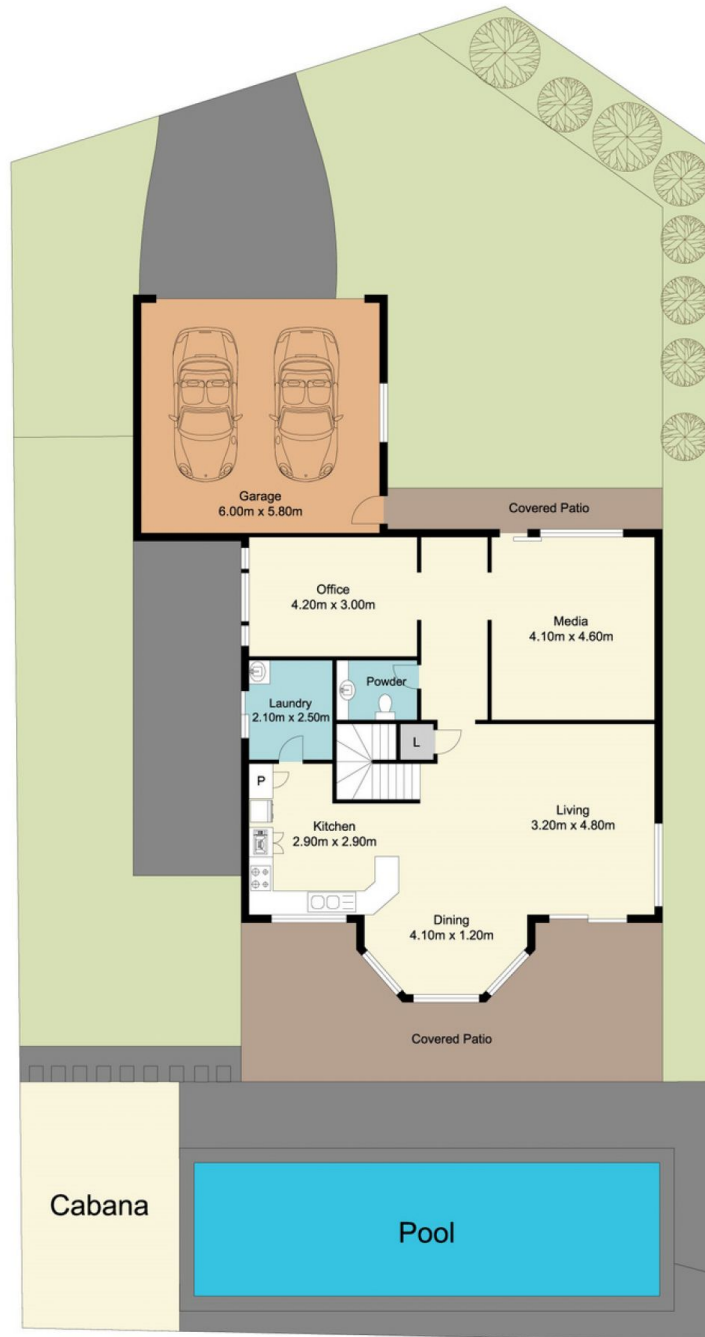 Garage
6.00m x 5.80m
Covered Patio
Office
4.20m x 3.00m
Media
4.10m x 4.60m
Powder
Laundry
2.10m x 2.50m
L
P
Living
3.20m x 4.80m
Kitchen
2.90m x 2.90m
Dining
4.10m x 1.20m
Covered Patio
Cabana
Pool